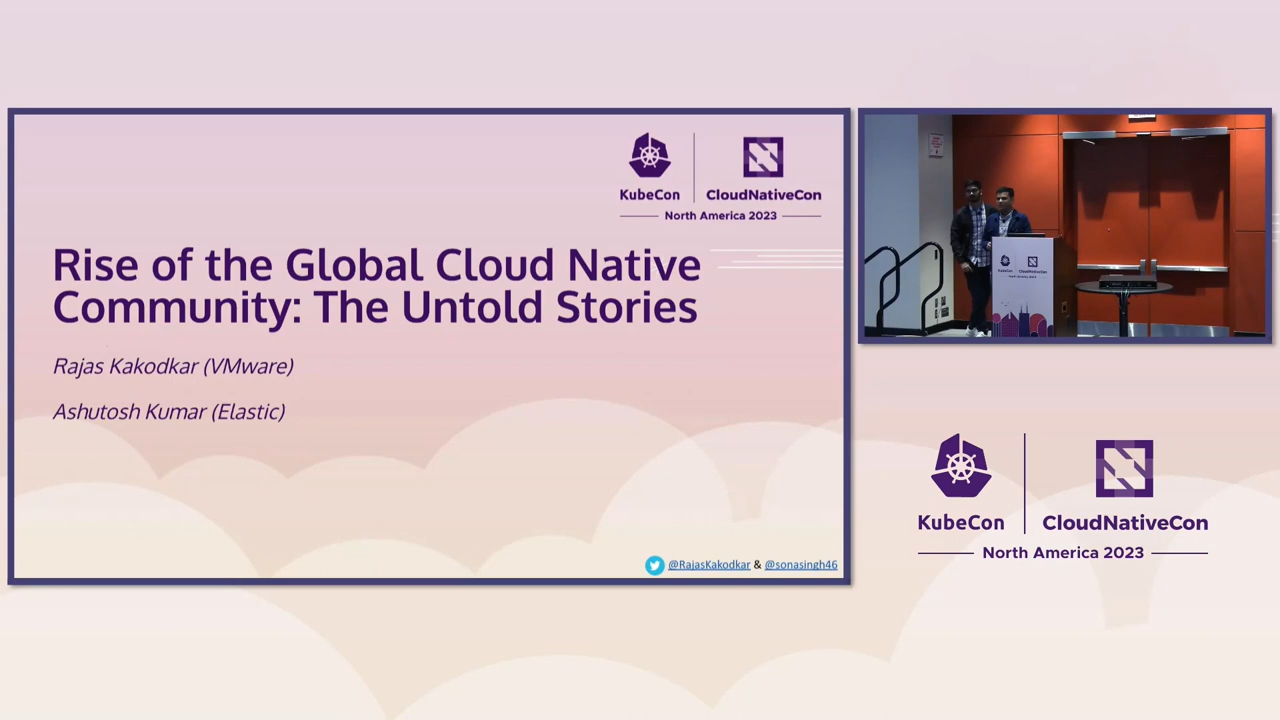 KubeCon
CloudNativeCon
North America 2023
Rise of the Global Cloud Native
Community: The Untold Stories
Rajas Kakodkar (VMware)
Ashutosh Kumar (Elastic)
@RajasKakodkar & @sonasingh46
KubeCon
CloudNativeCon
North America 2023